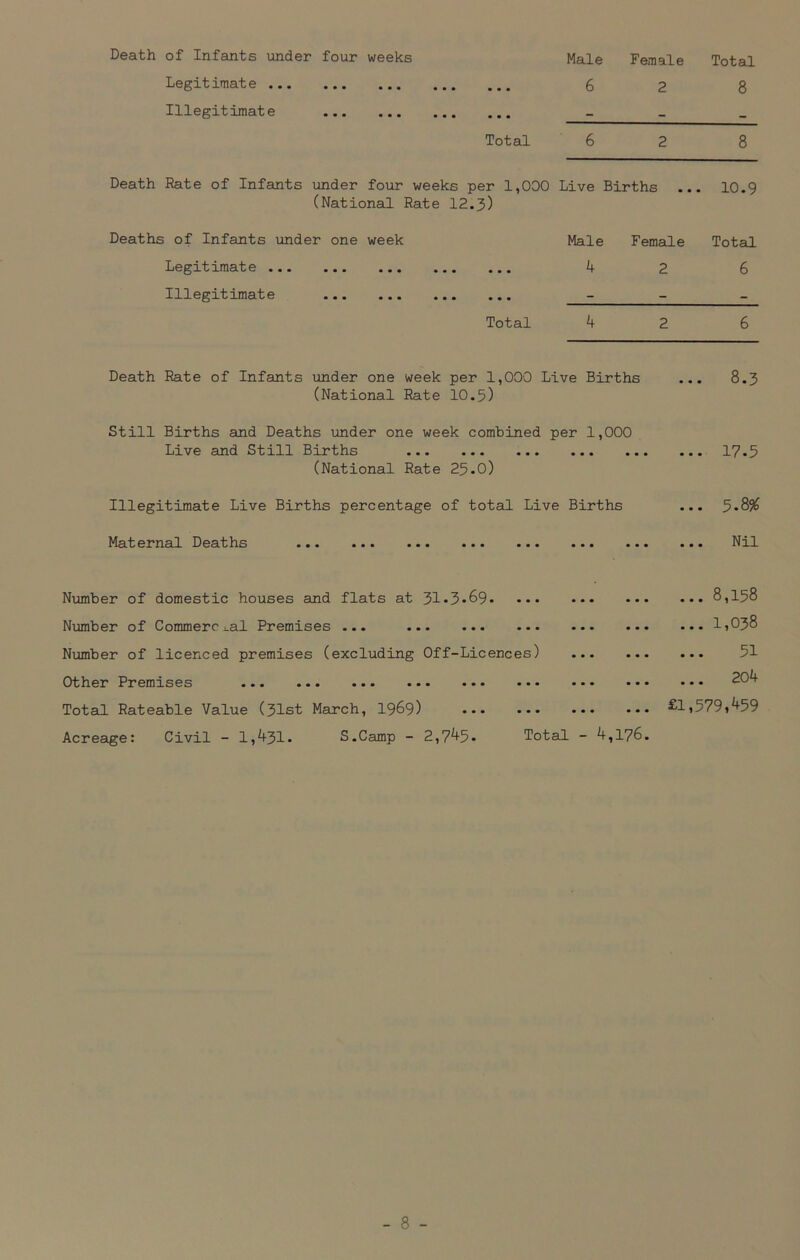 Death of Infants under four weeks Male Female Total
Legitimate ... ... ... ... ... 6 2 8
Illegitimate ... ... ... ... - - -
Total 6 2 8
Death Rate of Infants under four weeks per 1,000 Live Births ... 10.9
(National Rate 12.3)
Deaths of Infants under one week Male Female Total
Legitimate ... ... ... ... ... 4 2 6
Illegitimate ... ... ... ... - - -
Total 4 2 6
Death Rate of Infants under one week per 1,000 Live Births ... 8.3
(National Rate 10.5)
Still Births and Deaths under one week combined per 1,000
Live and Still Births ... ... ... ... ... ... 17.5
(National Rate 25.0)
Illegitimate Live Births percentage of total Live Births ... 5.8%
Maternal Deaths ... ... ... ... ... ... ... ... Nil
Number of domestic houses and flats at 31.3.69. ... ... ... ... 8,158
Number of Commercial Premises ... ... ... ... ... ... ... 1,038
Number of licenced premises (excluding Off-Licences) ... ... ... 51
Other Premises ... ... ... ... ... ... ... ... ... 204
Total Rateable Value (31st March, 1969) ... ... ... ... £1,579,459
Acreage: Civil - 1,431. S.Camp - 2,745. Total - 4,176.
- 8 -